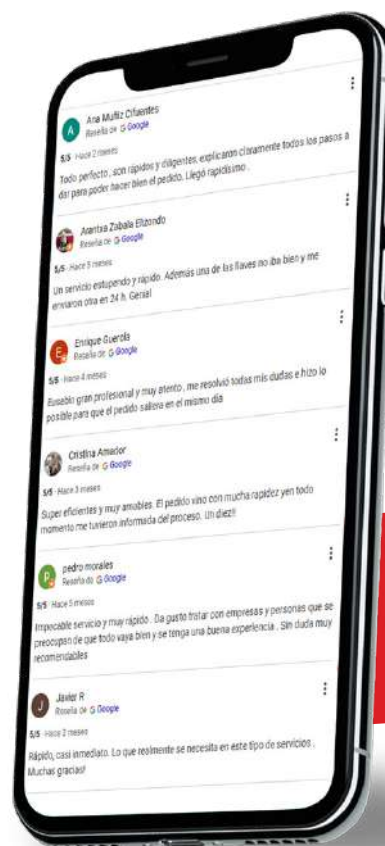 A
Ana Muñiz Cifuentes
Reseña de G Google
5/5 · Hace 2 meses
Todo perfecto , son rápidos y diligentes, explicaron claramente todos los pasos a
dar para poder hacer bien el pedido. Llegó rapidísimo .
Arantxa Zabala Elizondo
Reseña de G Google
5/5 · Hace 5 meses
Un servicio estupendo y rápido. Además una de las llaves no iba bien y me
enviaron otra en 24 h. Genial
E
Enrique Guerola
Reseña de G Google
5/5 · Hace 4 meses
Eusebio gran profesional y muy atento , me resolvió todas mis dudas e hizo lo
posible para que el pedido saliera en el mismo día
Cristina Amador
Reseña de G Google
5/5 · Hace 3 meses
Super eficientes y muy amables. El pedido vino con mucha rapidez yen todo
momento me tuvieron informada del proceso. Un diez!!
P
pedro morales
Reseña de G Google
5/5 · Hace 5 meses
Impecable servicio y muy rápido . Da gusto tratar con empresas y personas que se
preocupan de que todo vaya bien y se tenga una buena experiencia . Sin duda muy
recomendables
J
Javier R
Reseña de G Google
5/5 · Hace 2 meses
Rápido, casi inmediato. Lo que realmente se necesita en este tipo de servicios .
Muchas gracias!